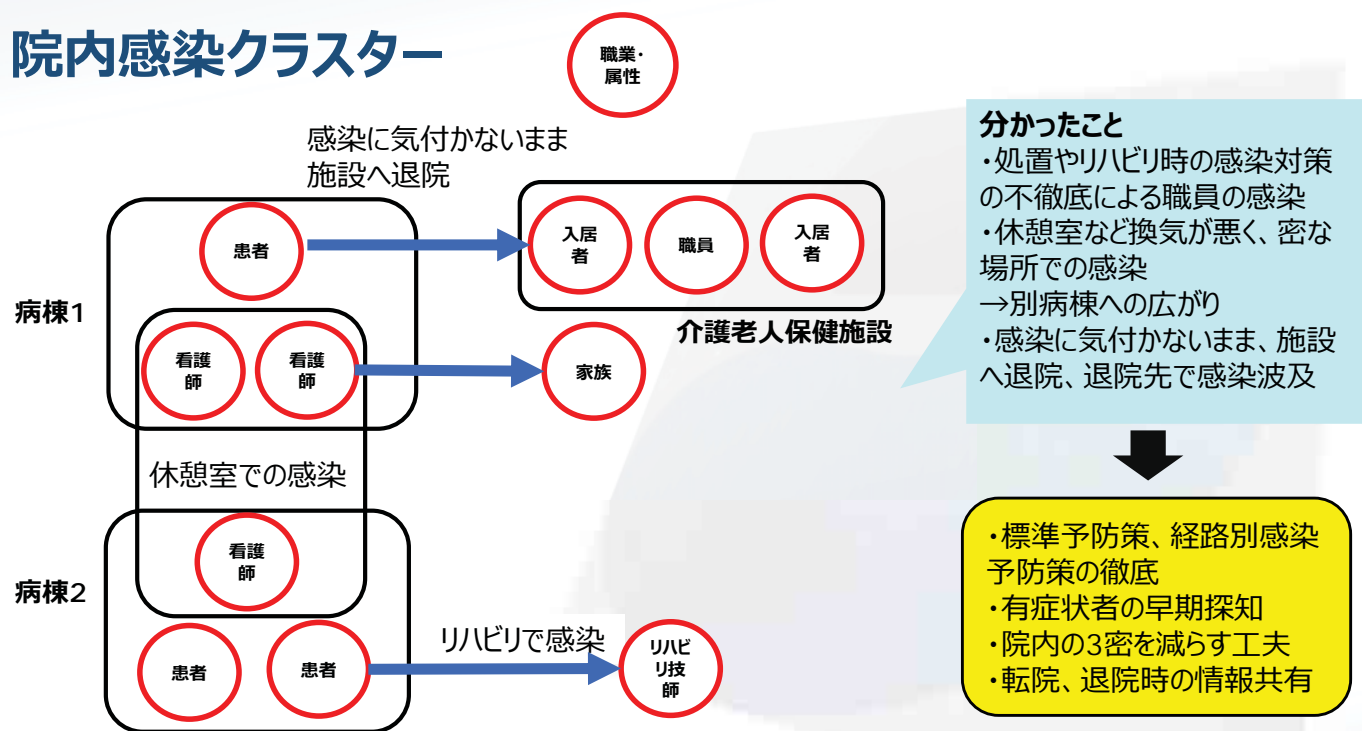 院内感染クラスター
職業・
属性
感染に気付かないまま
施設へ退院
患者
入居
者
職員
入居
者
病棟1
介護老人保健施設
看護
師
看護
師
家族
休憩室での感染
看護
師
病棟2
リハビリで感染
患者
患者
リハビ
リ技
師
分かったこと
・処置やリハビリ時の感染対策
の不徹底による職員の感染
・休憩室など換気が悪く、密な
場所での感染
→別病棟への広がり
・感染に気付かないまま、施設
へ退院、退院先で感染波及
・標準予防策、経路別感染
予防策の徹底
・有症状者の早期探知
・院内の3密を減らす工夫
・転院、退院時の情報共有